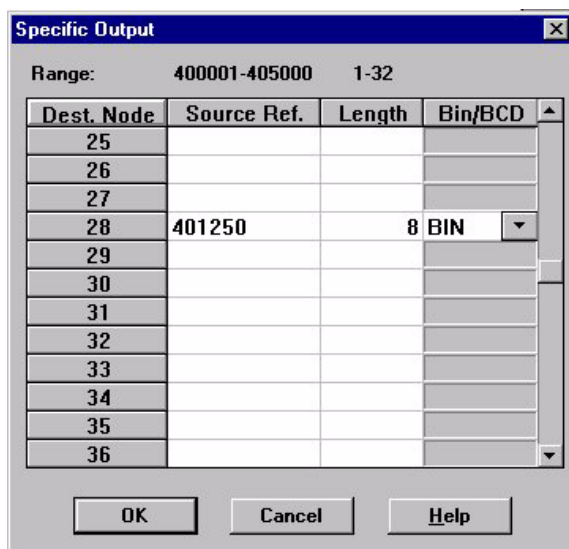 Specific Output
Range: 400001-405000 1-32
Dest. Node Source Ref. Length Bin/BCD
25
26
27
28 401250 8 BIN
29
30
31
32
33
34
35
36
OK Cancel Help